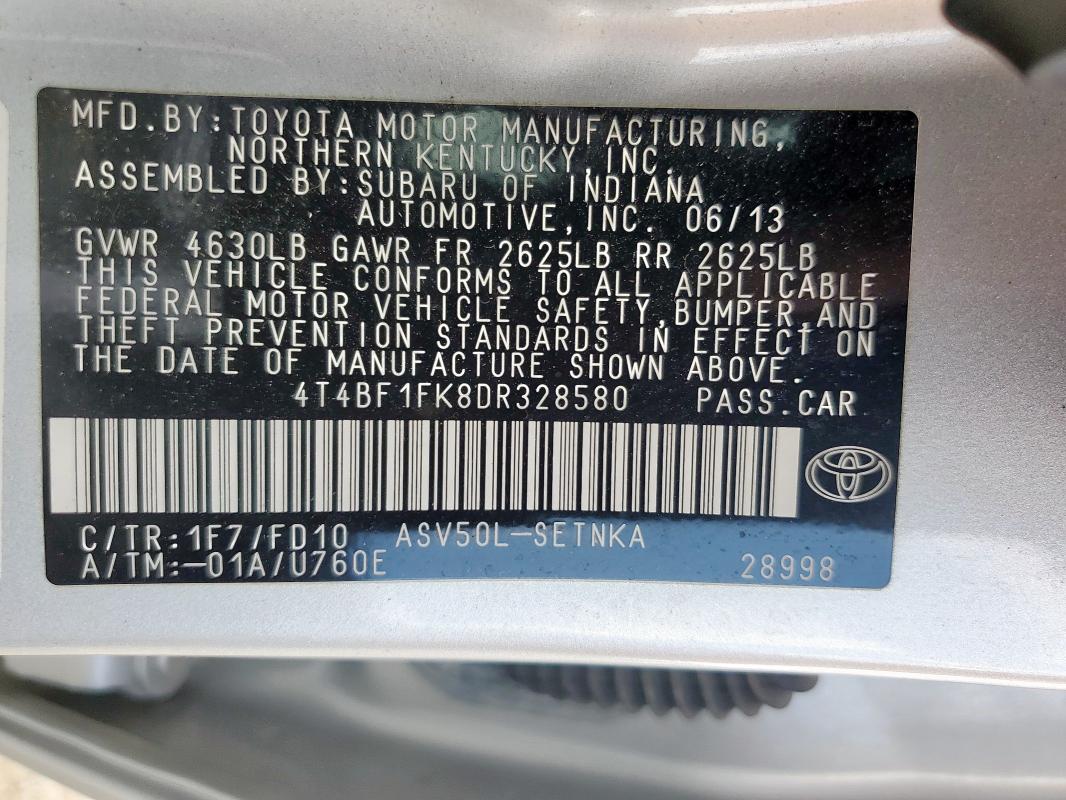 MFD.BY:TOYOTA MOTOR MANUFACTURING,
NORTHERN KENTUCKY,INC.
ASSEMBLED BY:SUBARU OF INDIANA
AUTOMOTIVE,INC. 06/13
GVWR 4630LB GAWR FR 2625LB RR 2625LB
THIS VEHICLE CONFORMS TO ALL APPLICABLE
FEDERAL MOTOR VEHICLE SAFETY,BUMPER AND
THEFT PREVENTION STANDARDS IN EFFECT ON
THE DATE OF MANUFACTURE SHOWN ABOVE.
4T4BF1FK8DR328580 PASS.CAR
C/TR:1F7/FD10 ASV50L-SETNKA
A/TM:-01A/U760E 28998